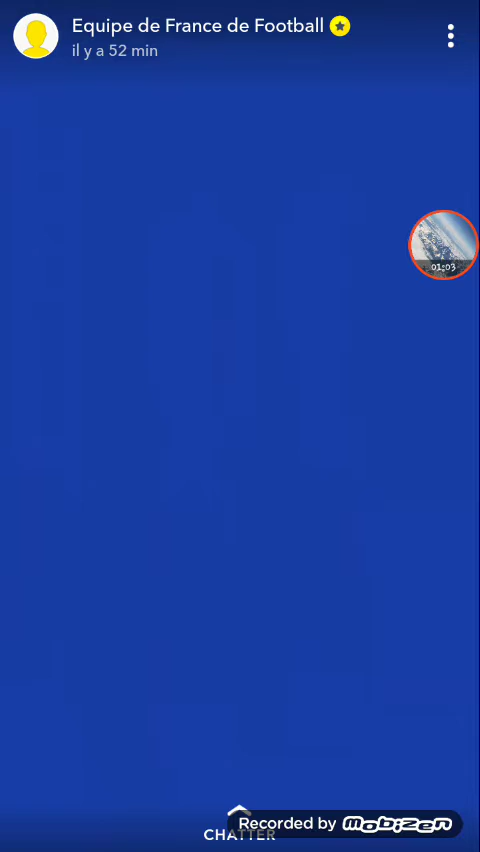 Equipe de France de Football
il y a 52 min
01:03
Recorded by Mobizen
CHATTER